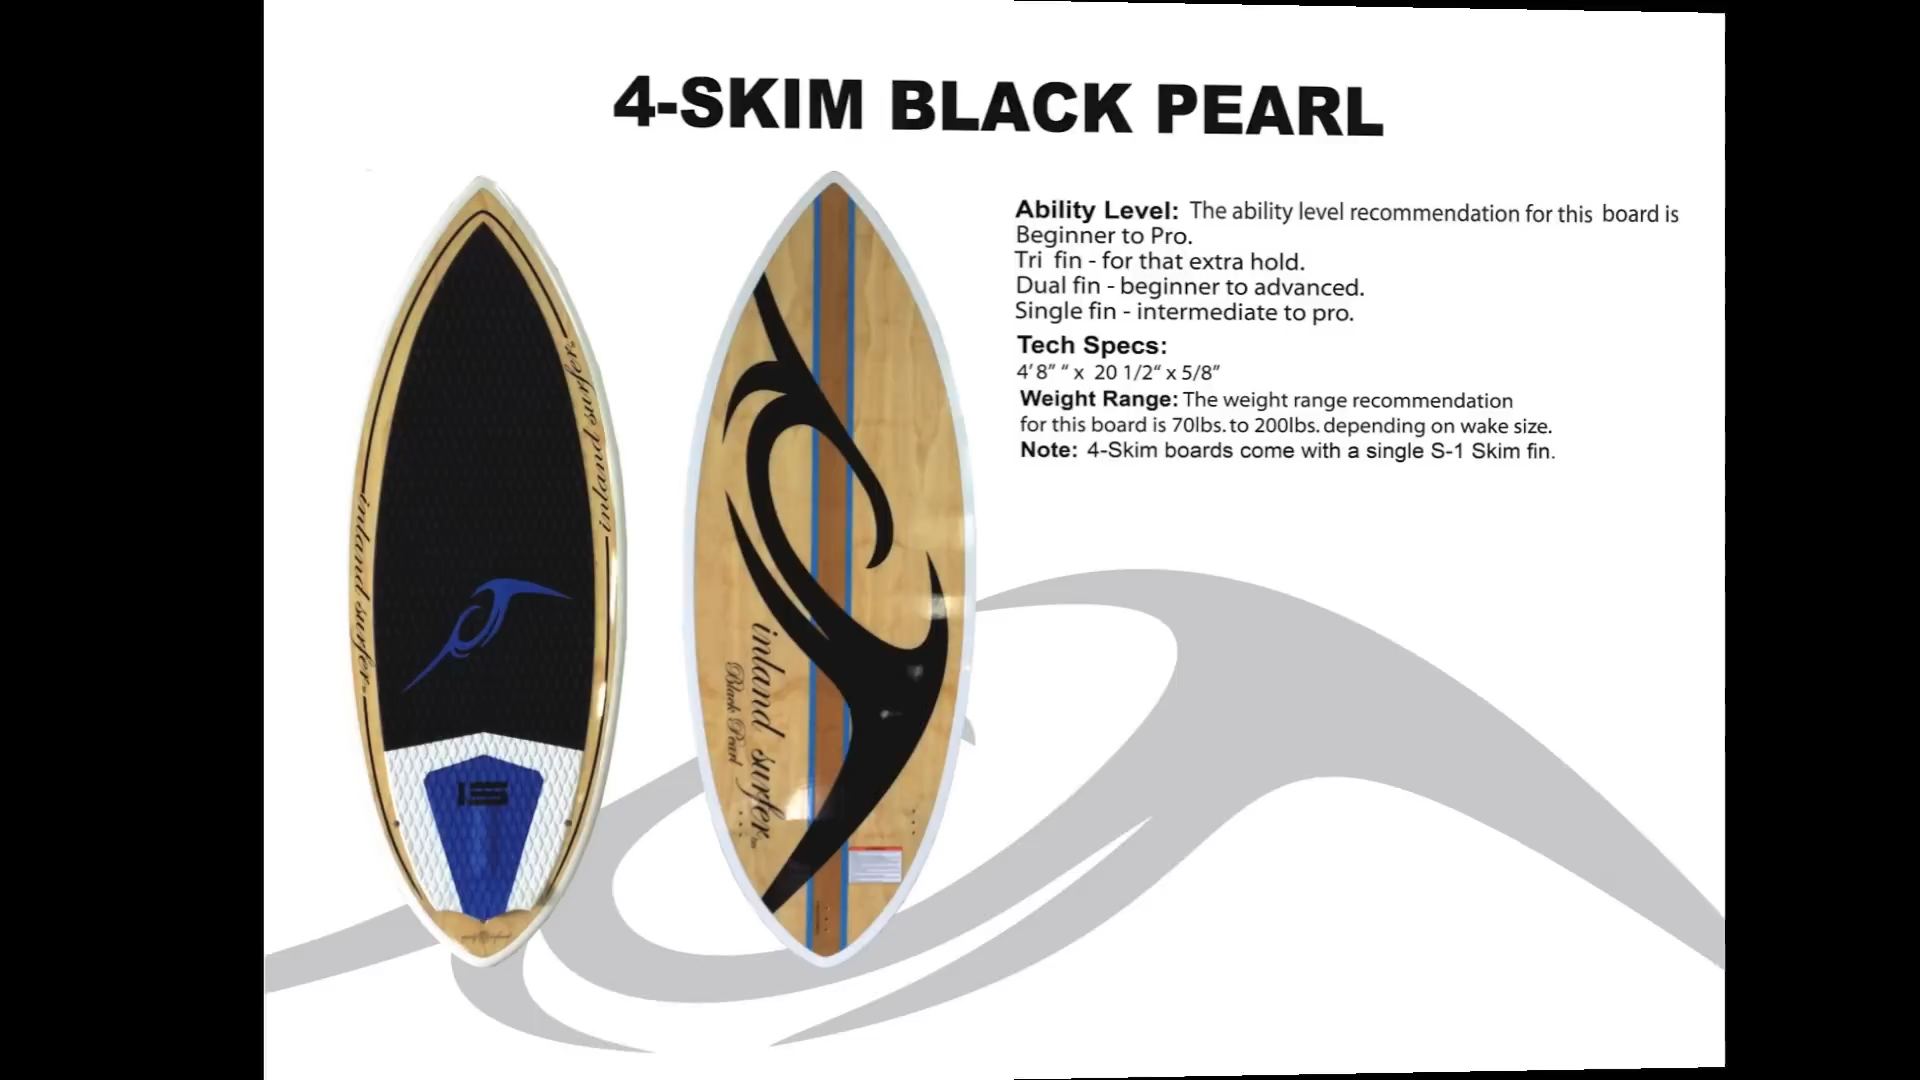 4-SKIM BLACK PEARL
Ability Level: The ability level recommendation for this board is
Beginner to Pro.
Tri fin - for that extra hold.
Dual fin - beginner to advanced.
Single fin - intermediate to pro.
Tech Specs:
4'8” “ x 20 1/2“ x 5/8”
Weight Range: The weight range recommendation
for this board is 70lbs. to 200lbs. depending on wake size.
Note: 4-Skim boards come with a single S-1 Skim fin.
inland surfer
inland surfer
IS
inland surfer
Black Pearl